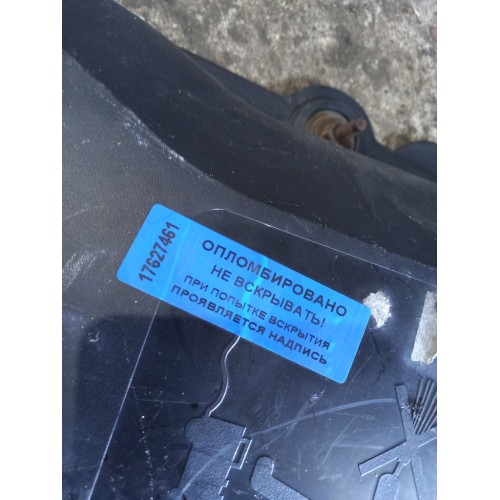 17627461
ОПЛОМБИРОВАНО
НЕ ВСКРЫВАТЬ!
ПРИ ПОПЫТКЕ ВСКРЫТИЯ
ПРОЯВЛЯЕТСЯ НАДПИСЬ